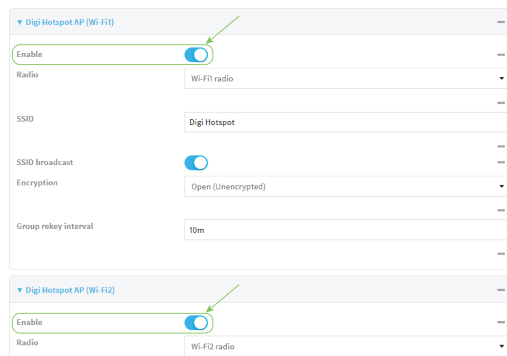 ▼ Digi Hotspot AP (Wi-Fi1)
Enable
Radio Wi-Fi1 radio
SSID Digi Hotspot
SSID broadcast
Encryption Open (Unencrypted)
Group rekey interval 10m
▼ Digi Hotspot AP (Wi-Fi2)
Enable
Radio Wi-Fi2 radio